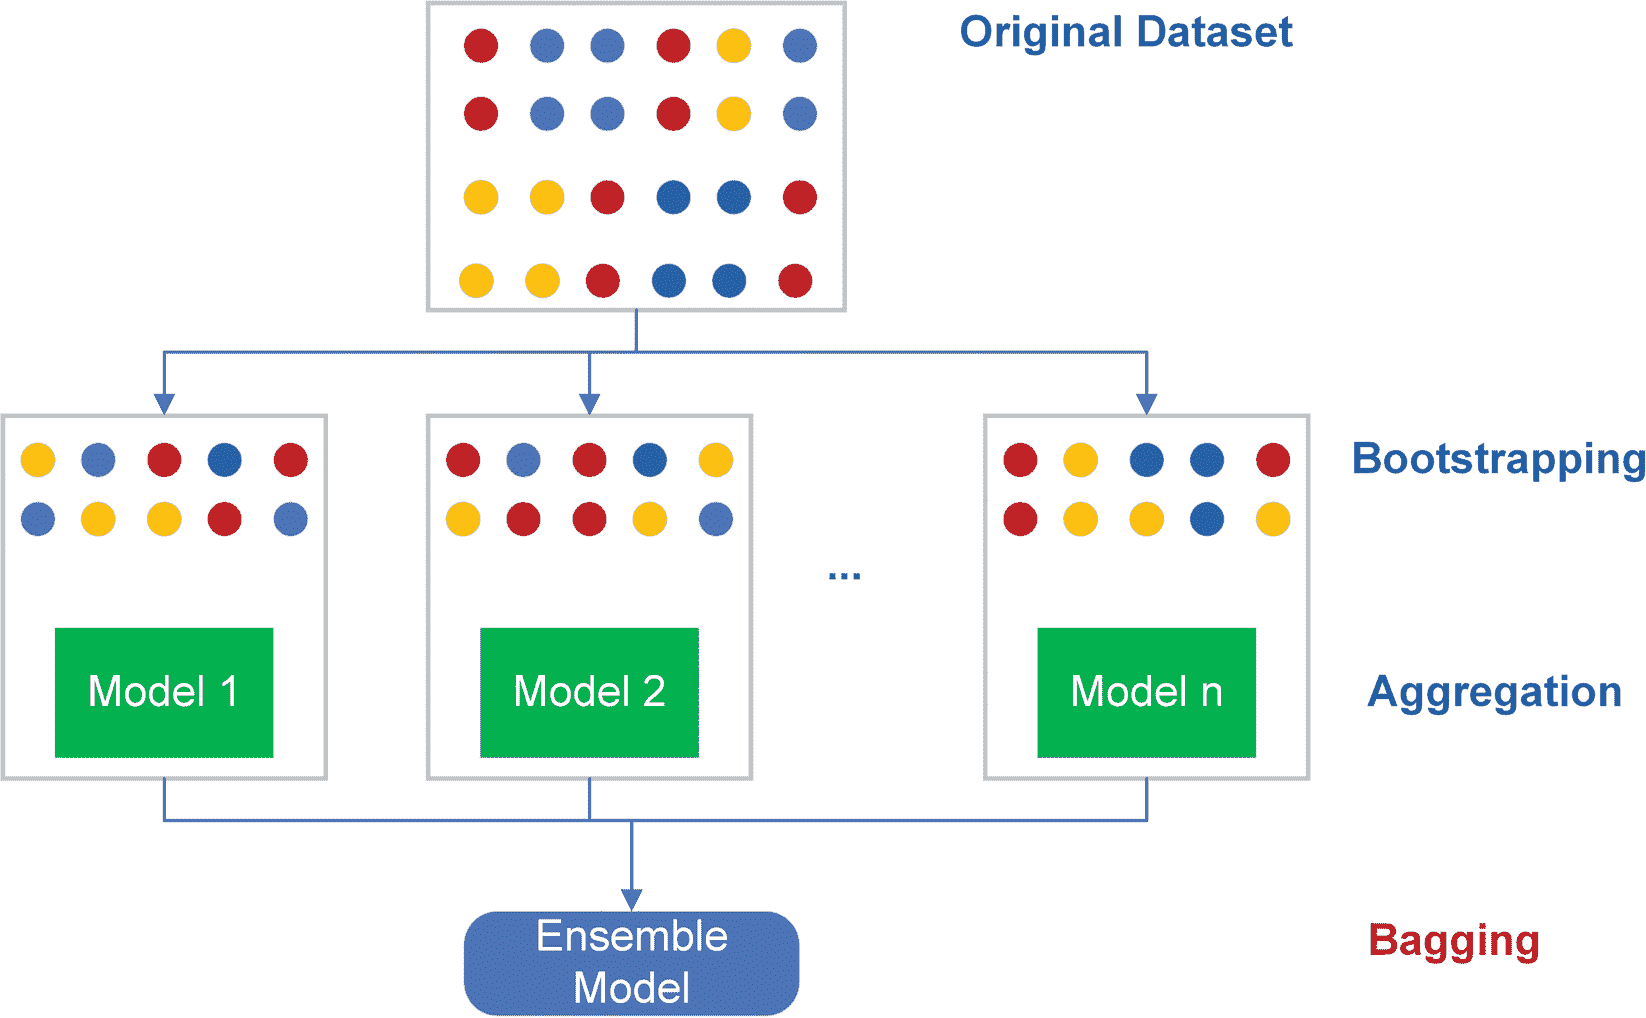 Original Dataset
Bootstrapping
...
Model 1
Model 2
Model n
Aggregation
Ensemble
Model
Bagging